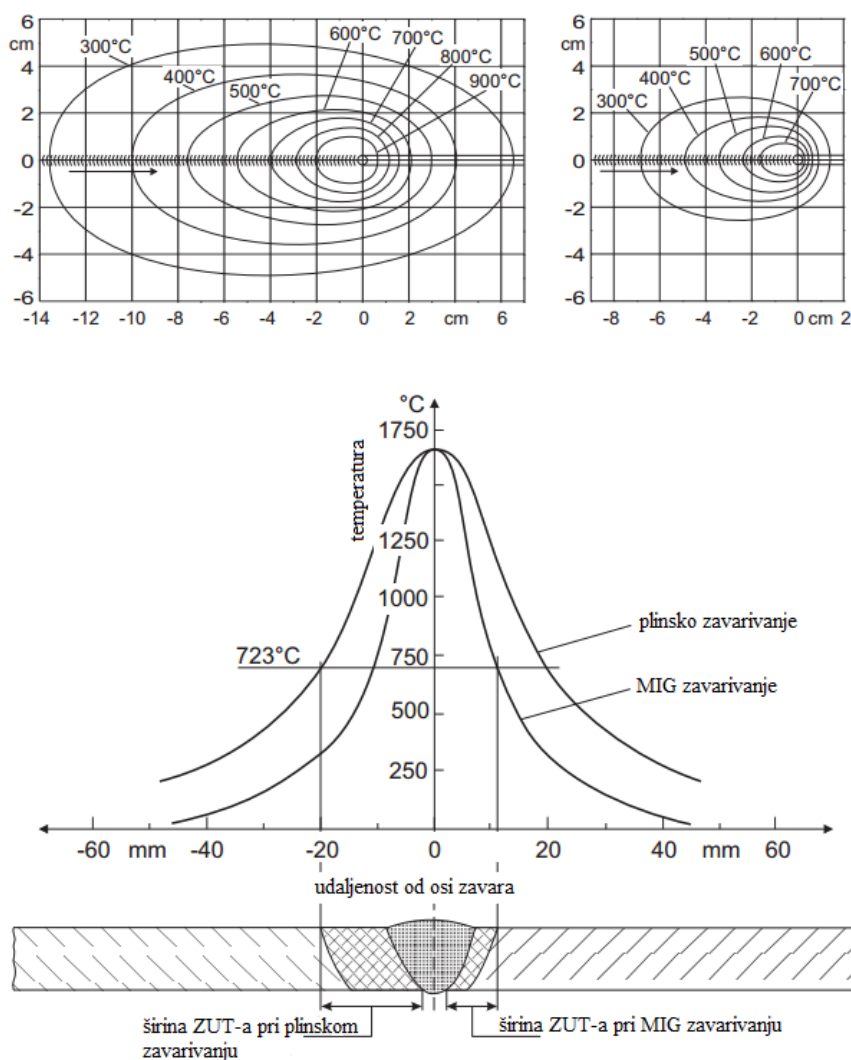 6
cm
4
2
0
-2
-4
-6
300°C
400°C
500°C
600°C
700°C
800°C
900°C
-14 -12 -10 -8 -6 -4 -2 0 2 cm 6
6
cm
4
2
0
-2
-4
-6
300°C
400°C
500°C
600°C
700°C
-8 -6 -4 -2 0 cm 2
°C
1750
temperatura
1250
1000
750
500
250
723°C
plinsko zavarivanje
MIG zavarivanje
-60 mm -40 -20 0 20 40 mm 60
udaljenost od osi zavara
širina ZUT-a pri plinskom
zavarivanju
širina ZUT-a pri MIG zavarivanju